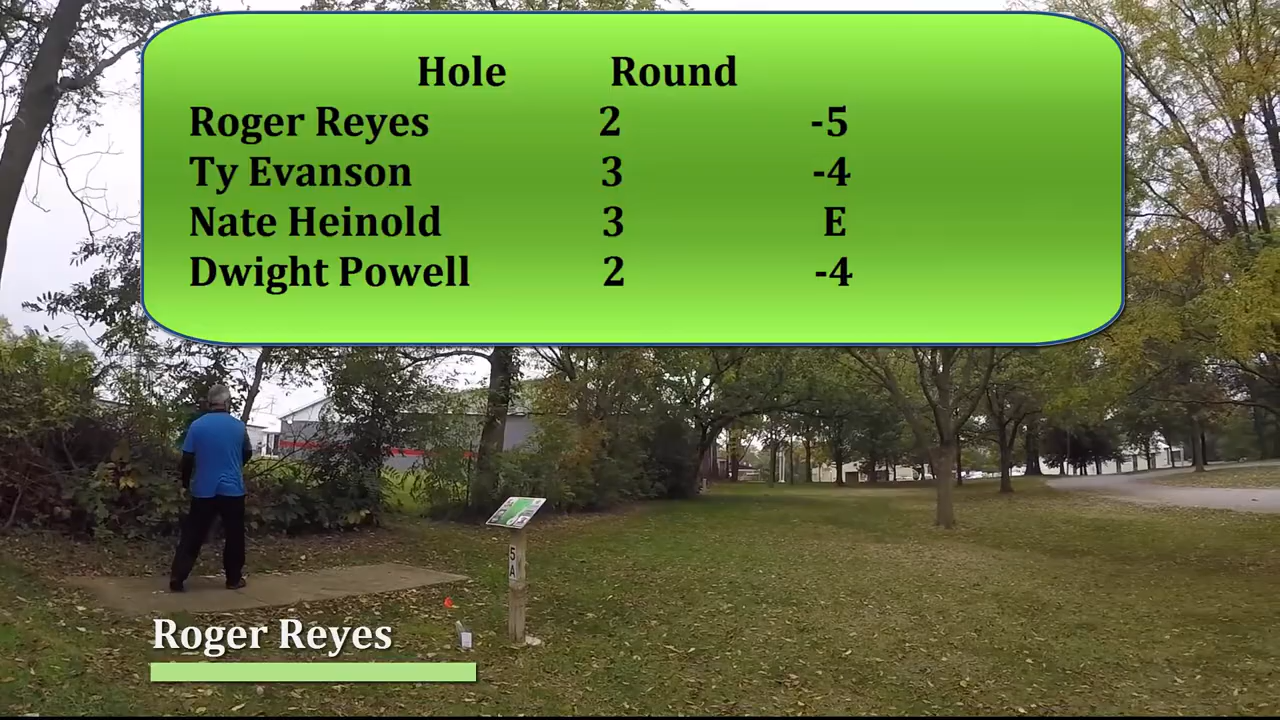 Hole Round
Roger Reyes 2 -5
Ty Evanson 3 -4
Nate Heinold 3 E
Dwight Powell 2 -4
5
A
Roger Reyes